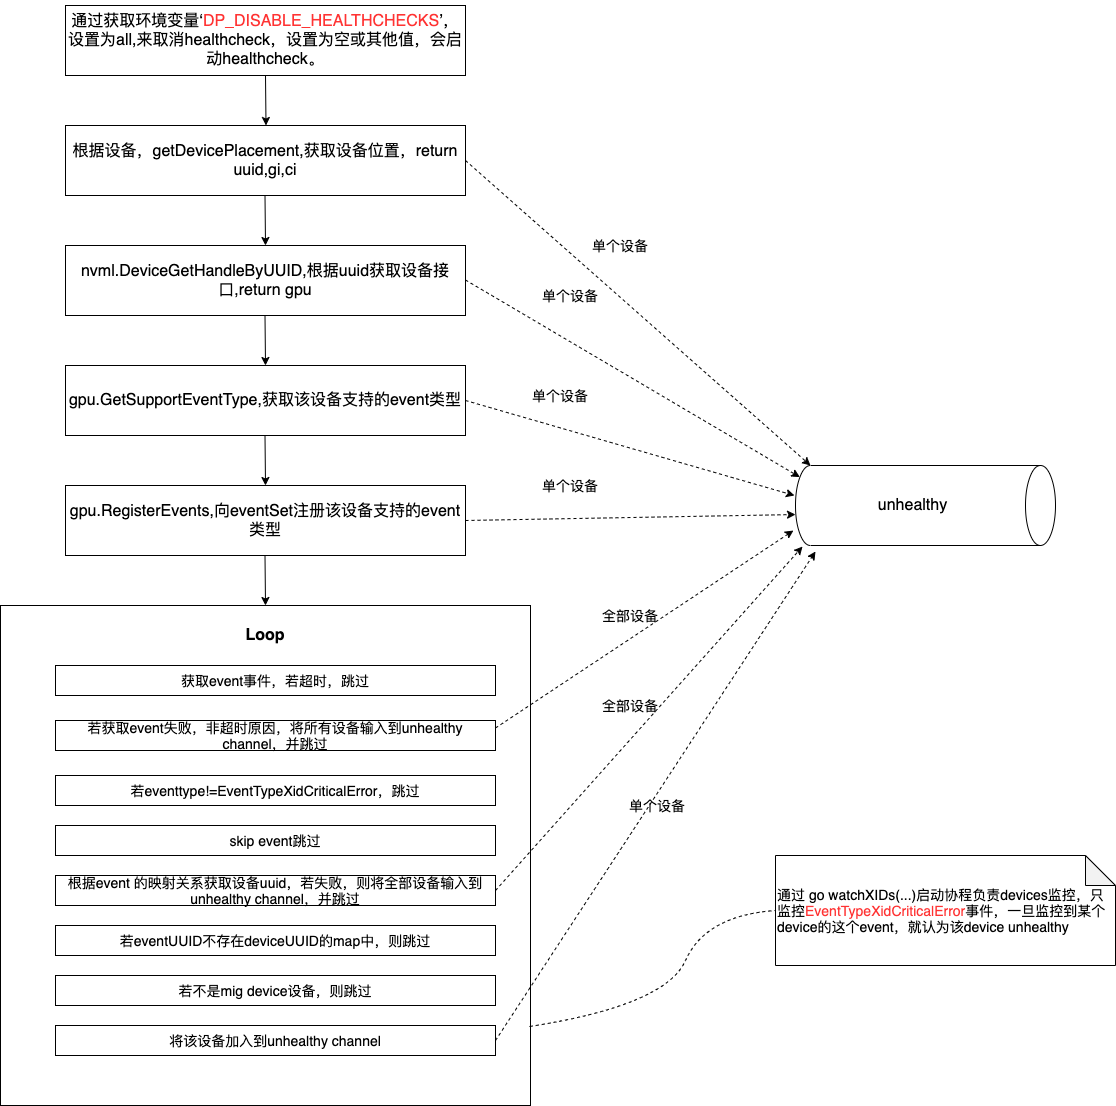 通过获取环境变量‘DP_DISABLE_HEALTHCHECKS’，
设置为all,来取消healthcheck，设置为空或其他值，会启
动healthcheck。
根据设备，getDevicePlacement,获取设备位置，return
uuid,gi,ci
单个设备
nvml.DeviceGetHandleByUUID,根据uuid获取设备接
口,return gpu
单个设备
gpu.GetSupportEventType,获取该设备支持的event类型
单个设备
gpu.RegisterEvents,向eventSet注册该设备支持的event
类型
单个设备
unhealthy
Loop
获取event事件，若超时，跳过
若获取event失败，非超时原因，将所有设备输入到unhealthy
channel，并跳过
全部设备
若eventtype!=EventTypeXidCriticalError，跳过
skip event跳过
根据event 的映射关系获取设备uuid，若失败，则将全部设备输入到
unhealthy channel，并跳过
全部设备
若eventUUID不存在deviceUUID的map中，则跳过
若不是mig device设备，则跳过
将该设备加入到unhealthy channel
单个设备
通过 go watchXIDs(...)启动协程负责devices监控，只
监控EventTypeXidCriticalError事件，一旦监控到某个
device的这个event，就认为该device unhealthy